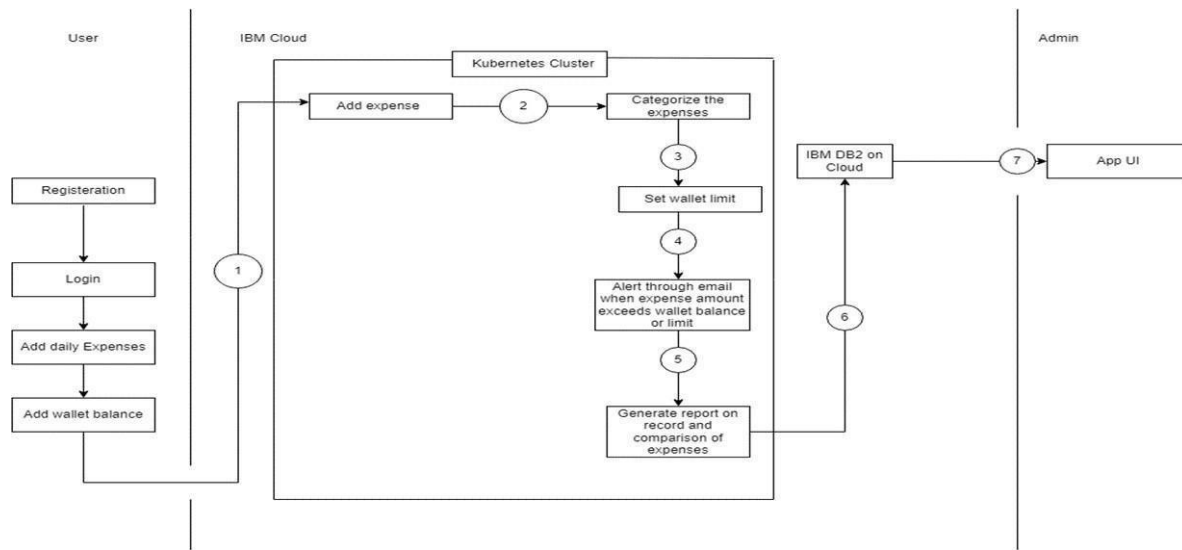 User
IBM Cloud
Admin
Kubernetes Cluster
Add expense
2
Categorize the
expenses
3
IBM DB2 on
Cloud
7
App UI
Registeration
Set wallet limit
4
1
Login
Alert through email
when expense amount
exceeds wallet balance
or limit
6
Add daily Expenses
5
Add wallet balance
Generate report on
record and
comparison of
expenses